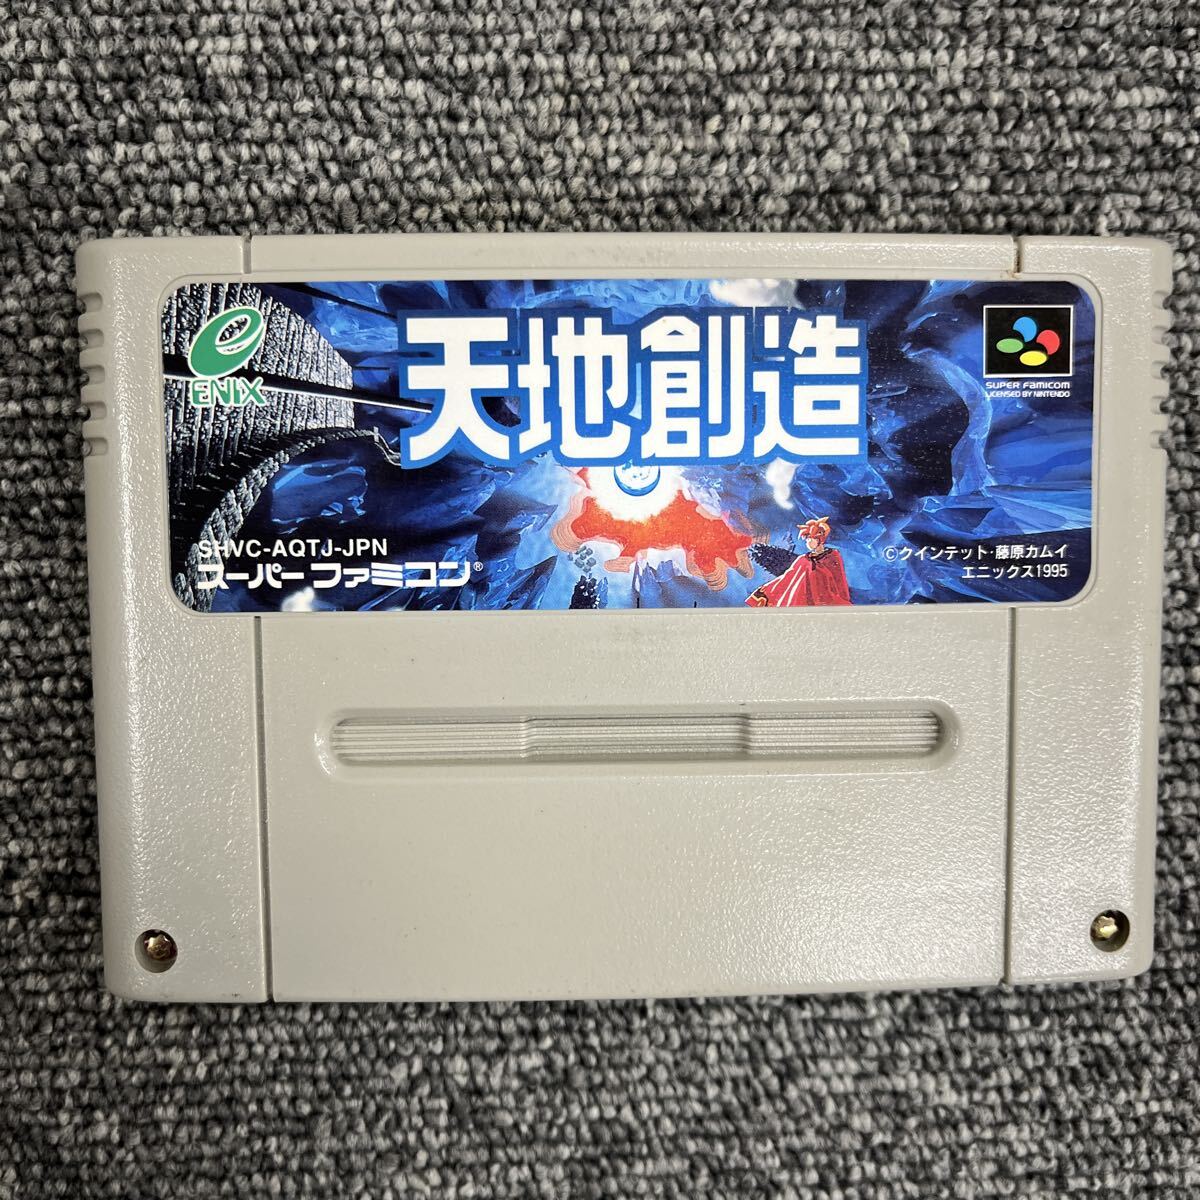 ENIX
天地創造
SUPER FAMICOM
LICENSED BY NINTENDO
SHVC-AQTJ-JPN
スーパーファミコン®
©クインテット・藤原カムイ
エニックス1995